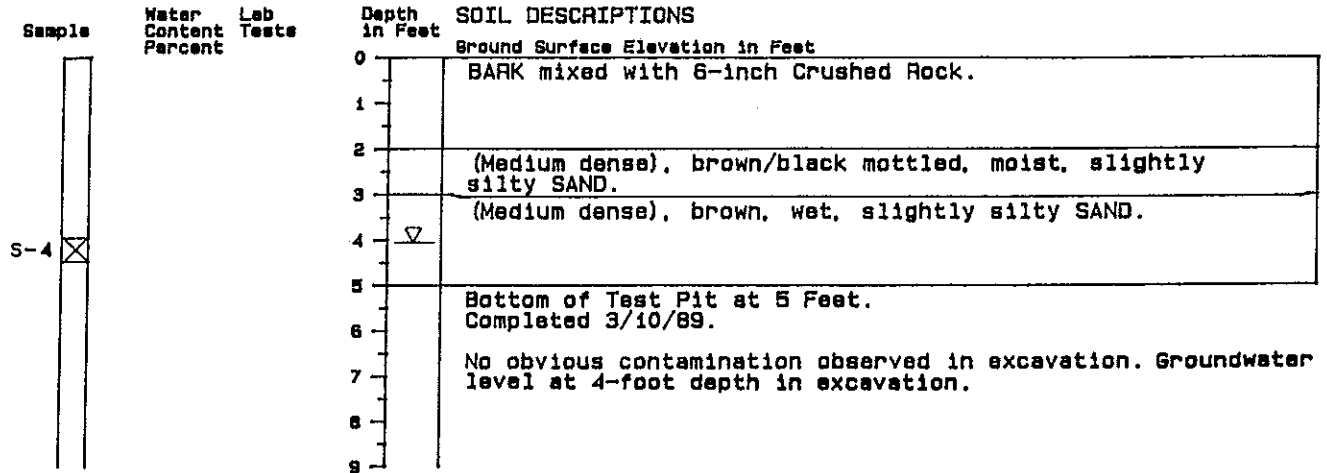 Sample
Water Content Percent
Lab Tests
Depth in Feet
SOIL DESCRIPTIONS
Ground Surface Elevation in Feet
0
BARK mixed with 6-inch Crushed Rock.
1
2
(Medium dense), brown/black mottled, moist, slightly
silty SAND.
3
(Medium dense), brown, wet, slightly silty SAND.
S-4
4
5
Bottom of Test Pit at 5 Feet.
Completed 3/10/89.
6
No obvious contamination observed in excavation. Groundwater
level at 4-foot depth in excavation.
7
8
9